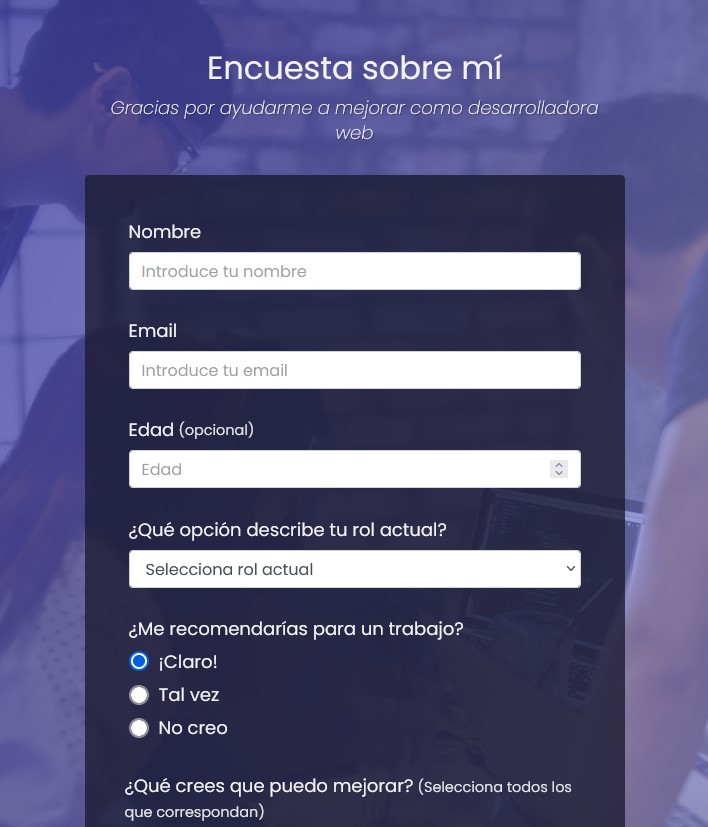 Encuesta sobre mí
Gracias por ayudarme a mejorar como desarrolladora
web
Nombre
Introduce tu nombre
Email
Introduce tu email
Edad (opcional)
Edad
¿Qué opción describe tu rol actual?
Selecciona rol actual
¿Me recomendarías para un trabajo?
¡Claro!
Tal vez
No creo
¿Qué crees que puedo mejorar? (Selecciona todos los
que correspondan)